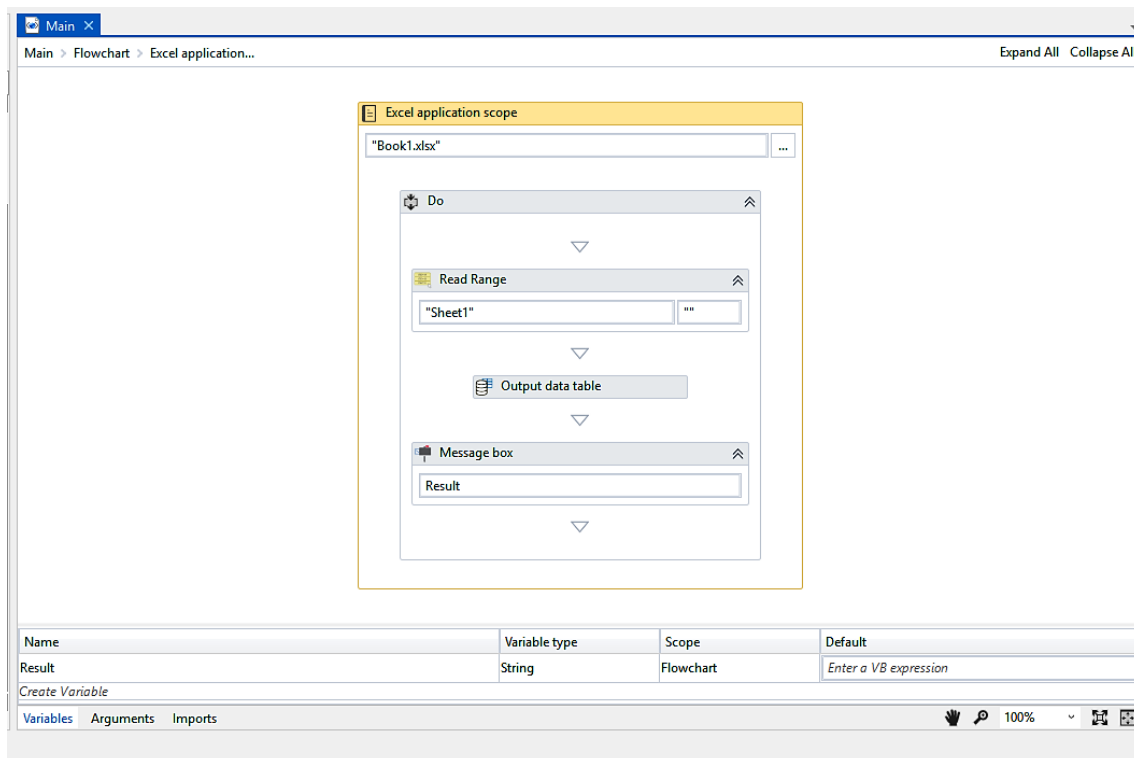 Main
Main > Flowchart > Excel application... Expand All Collapse Al
Excel application scope
"Book1.xlsx" ...
Do
Read Range
"Sheet1" ""
Output data table
Message box
Result
Name Variable type Scope Default
Result String Flowchart Enter a VB expression
Create Variable
Variables Arguments Imports 100%